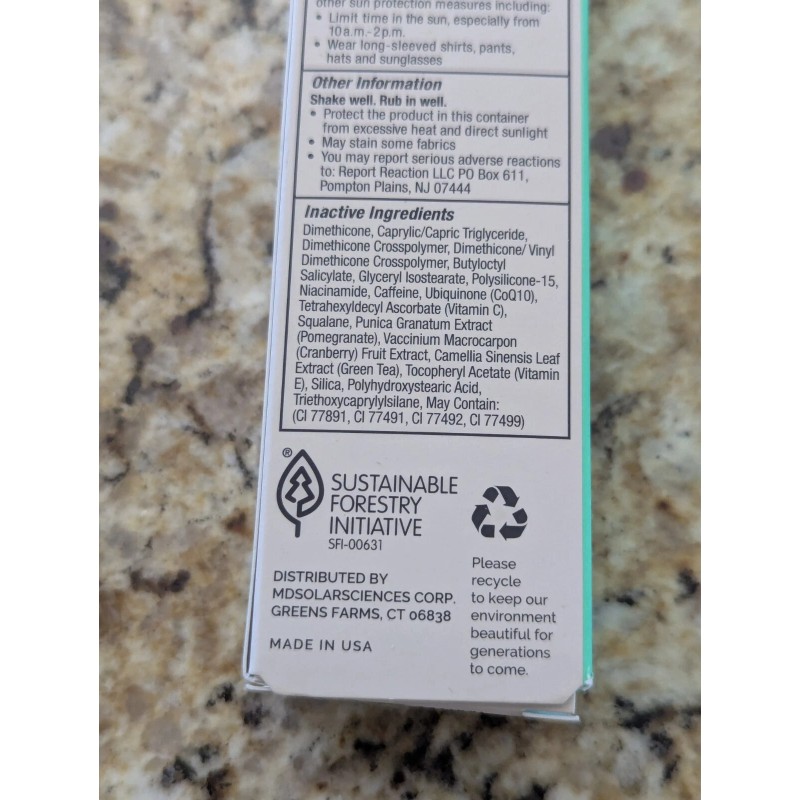 other sun protection measures including:
• Limit time in the sun, especially from
10 a.m.-2 p.m.
• Wear long-sleeved shirts, pants,
hats and sunglasses
Other Information
Shake well. Rub in well.
• Protect the product in this container
from excessive heat and direct sunlight
• May stain some fabrics
• You may report serious adverse reactions
to: Report Reaction LLC PO Box 611,
Pompton Plains, NJ 07444
Inactive Ingredients
Dimethicone, Caprylic/Capric Triglyceride,
Dimethicone Crosspolymer, Dimethicone/ Vinyl
Dimethicone Crosspolymer, Butyloctyl
Salicylate, Glyceryl Isostearate, Polysilicone-15,
Niacinamide, Caffeine, Ubiquinone (CoQ10),
Tetrahexyldecyl Ascorbate (Vitamin C),
Squalane, Punica Granatum Extract
(Pomegranate), Vaccinium Macrocarpon
(Cranberry) Fruit Extract, Camellia Sinensis Leaf
Extract (Green Tea), Tocopheryl Acetate (Vitamin
E), Silica, Polyhydroxystearic Acid,
Triethoxycaprylylsilane, May Contain:
(CI 77891, CI 77491, CI 77492, CI 77499)
®
SUSTAINABLE
FORESTRY
INITIATIVE
SFI-00631
DISTRIBUTED BY
MDSOLARSCIENCES CORP.
GREENS FARMS, CT 06838
MADE IN USA
Please
recycle
to keep our
environment
beautiful for
generations
to come.